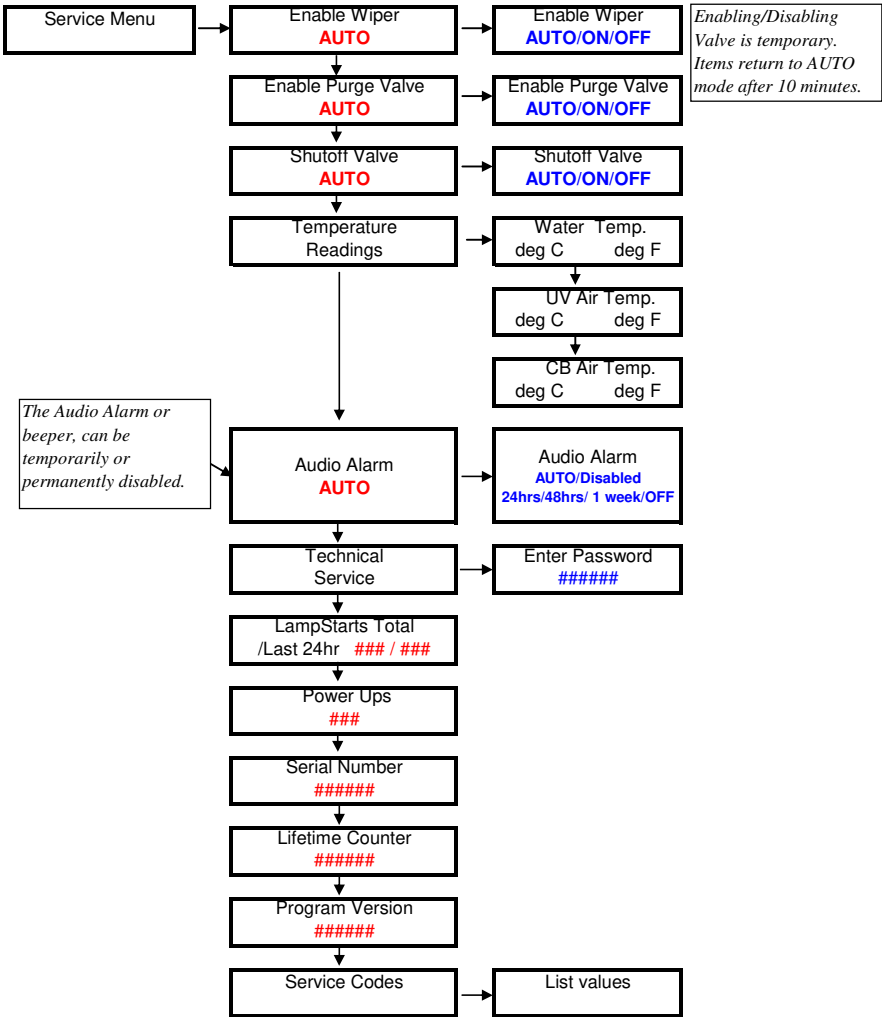 Service Menu
Enable Wiper
AUTO
Enable Wiper
AUTO/ON/OFF
Enabling/Disabling
Valve is temporary.
Items return to AUTO
mode after 10 minutes.
Enable Purge Valve
AUTO
Enable Purge Valve
AUTO/ON/OFF
Shutoff Valve
AUTO
Shutoff Valve
AUTO/ON/OFF
Temperature
Readings
Water Temp.
deg C deg F
UV Air Temp.
deg C deg F
CB Air Temp.
deg C deg F
The Audio Alarm or
beeper, can be
temporarily or
permanently disabled.
Audio Alarm
AUTO
Audio Alarm
AUTO/Disabled
24hrs/48hrs/ 1 week/OFF
Technical
Service
Enter Password
######
LampStarts Total
/Last 24hr ### / ###
Power Ups
###
Serial Number
######
Lifetime Counter
######
Program Version
######
Service Codes
List values